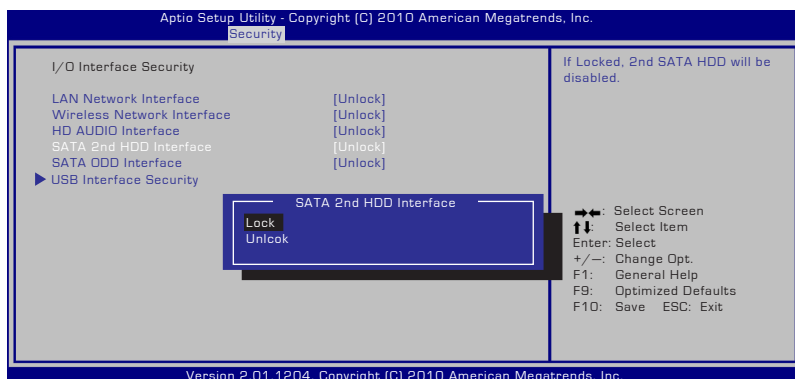 Aptio Setup Utility - Copyright (C) 2010 American Megatrends, Inc.
Security
I/O Interface Security
LAN Network Interface [Unlock]
Wireless Network Interface [Unlock]
HD AUDIO Interface [Unlock]
SATA 2nd HDD Interface [Unlock]
SATA ODD Interface [Unlock]
USB Interface Security
SATA 2nd HDD Interface
Lock
Unlcok
If Locked, 2nd SATA HDD will be
disabled.
→←: Select Screen
↑↓: Select Item
Enter: Select
+/—: Change Opt.
F1: General Help
F9: Optimized Defaults
F10: Save ESC: Exit
Version 2.01.1204. Copyright (C) 2010 American Megatrends, Inc.